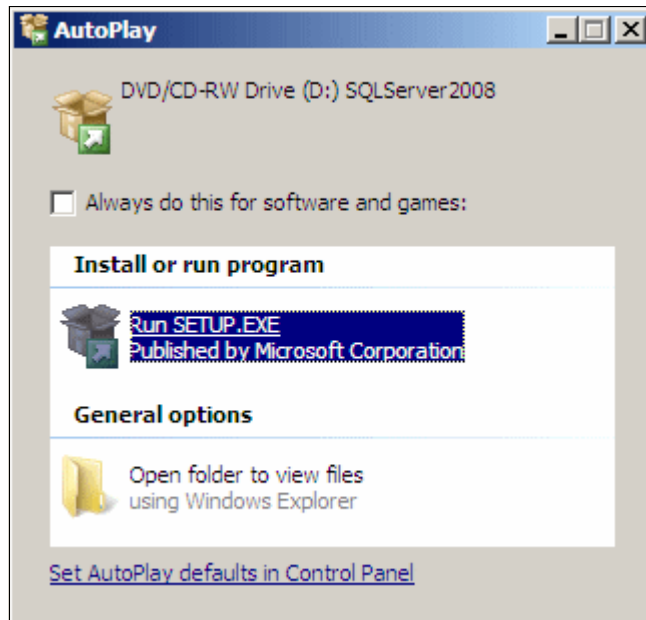 AutoPlay
DVD/CD-RW Drive (D:) SQLServer2008
Always do this for software and games:
Install or run program
Run SETUP.EXE
Published by Microsoft Corporation
General options
Open folder to view files
using Windows Explorer
Set AutoPlay defaults in Control Panel